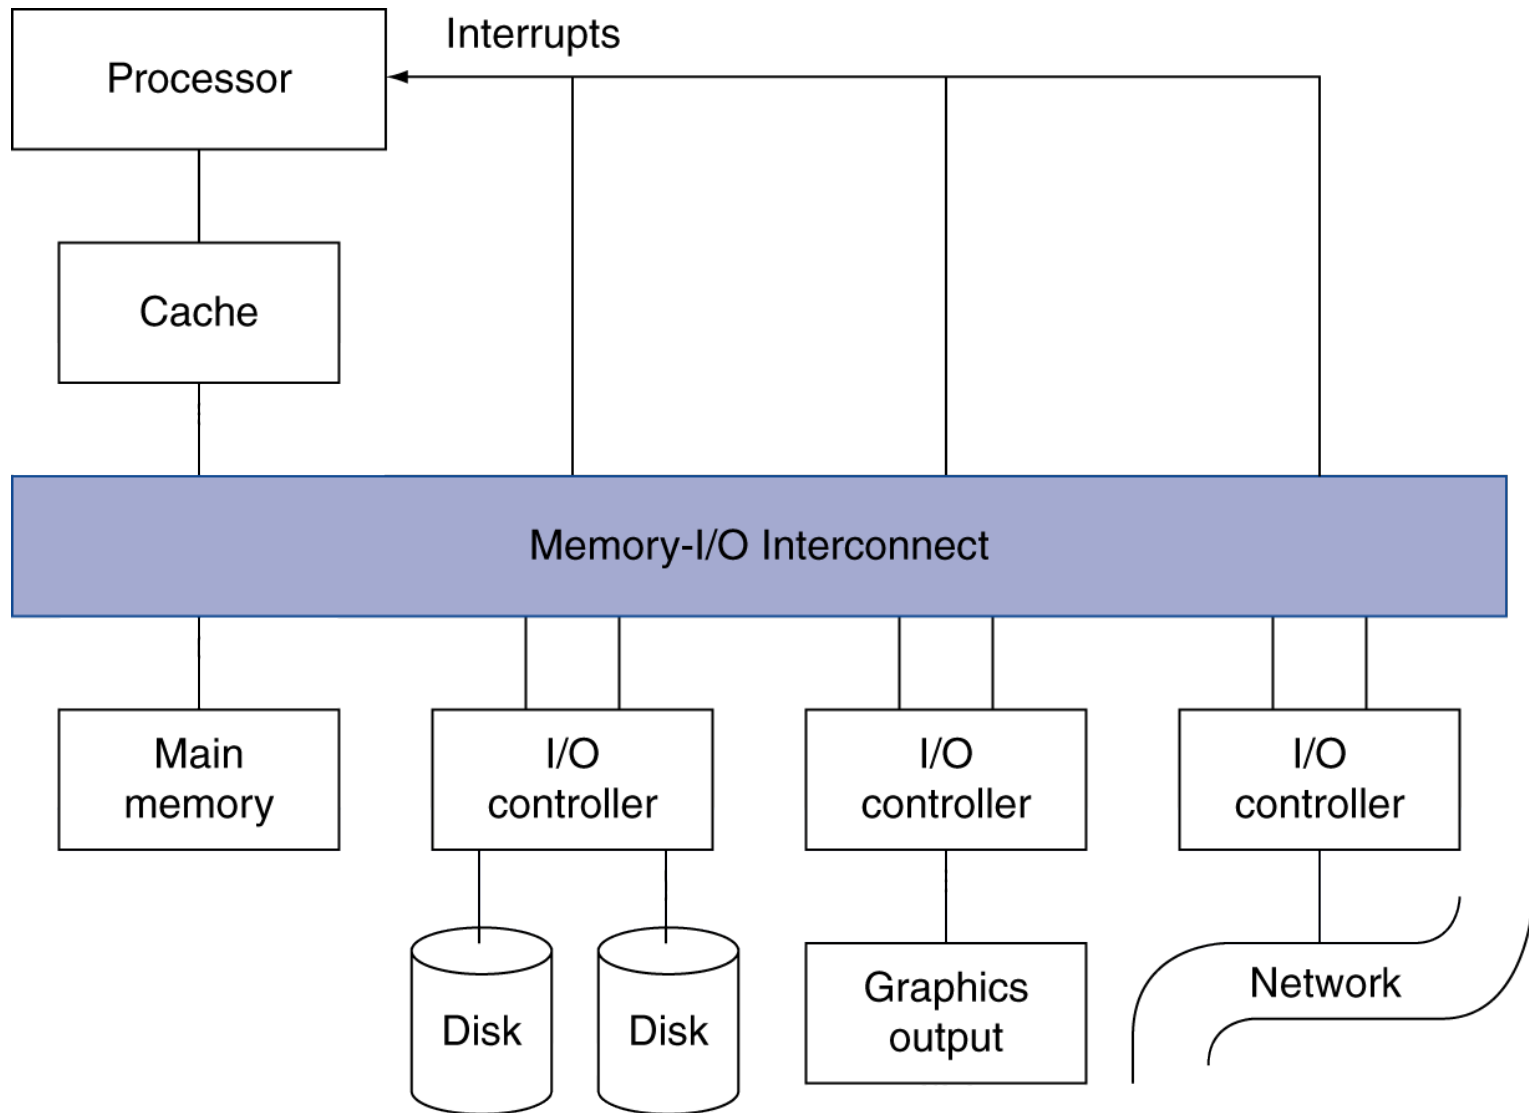 Interrupts
Processor
Cache
Memory-I/O Interconnect
Main
memory
I/O
controller
I/O
controller
I/O
controller
Disk
Disk
Graphics
output
Network